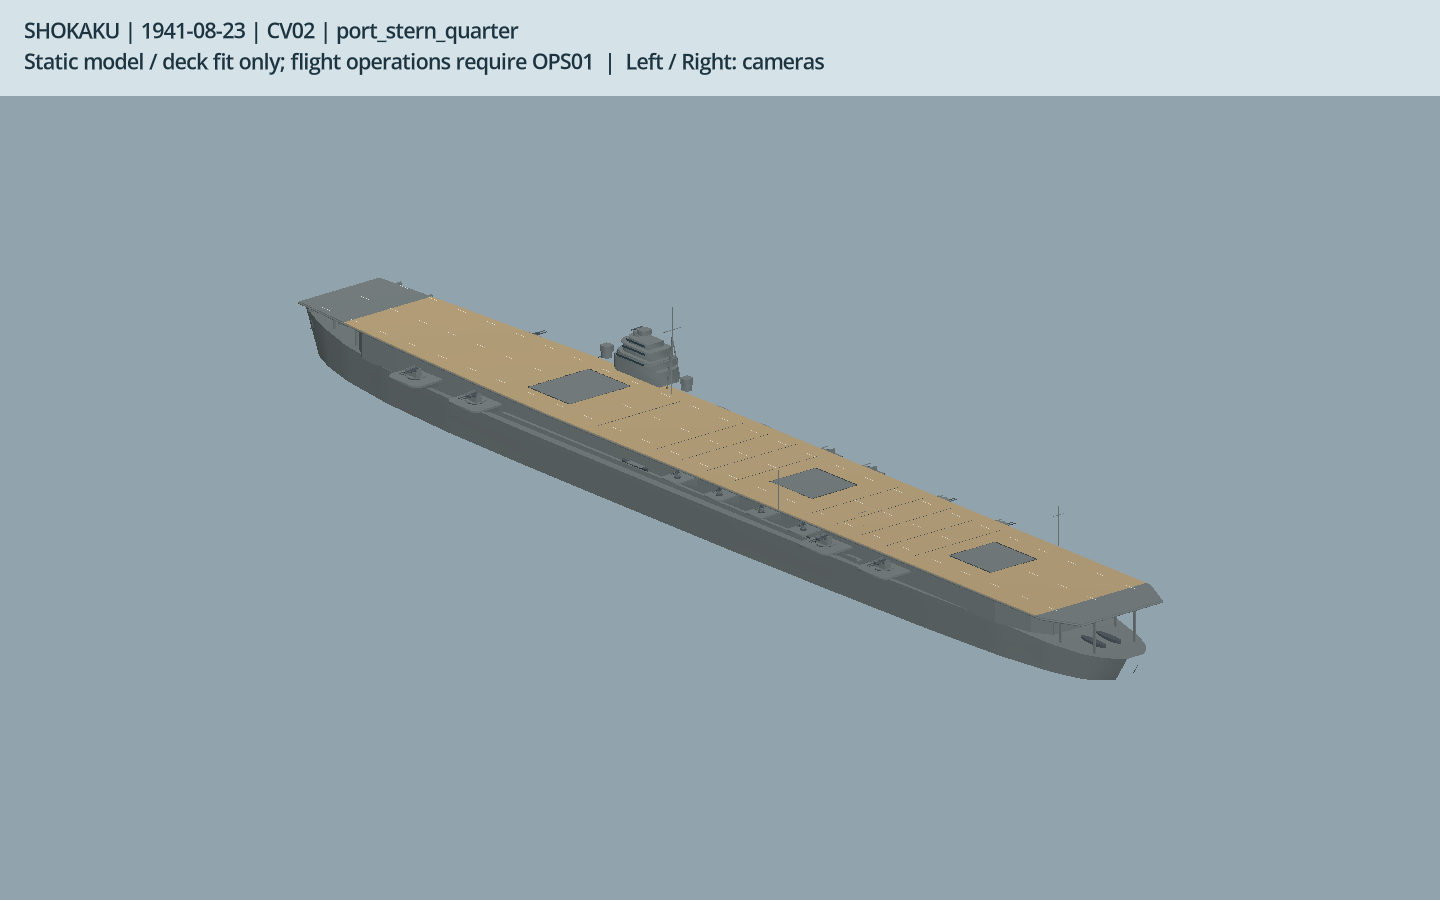 SHOKAKU | 1941-08-23 | CV02 | port_stern_quarter
Static model / deck fit only; flight operations require OPS01 | Left / Right: cameras